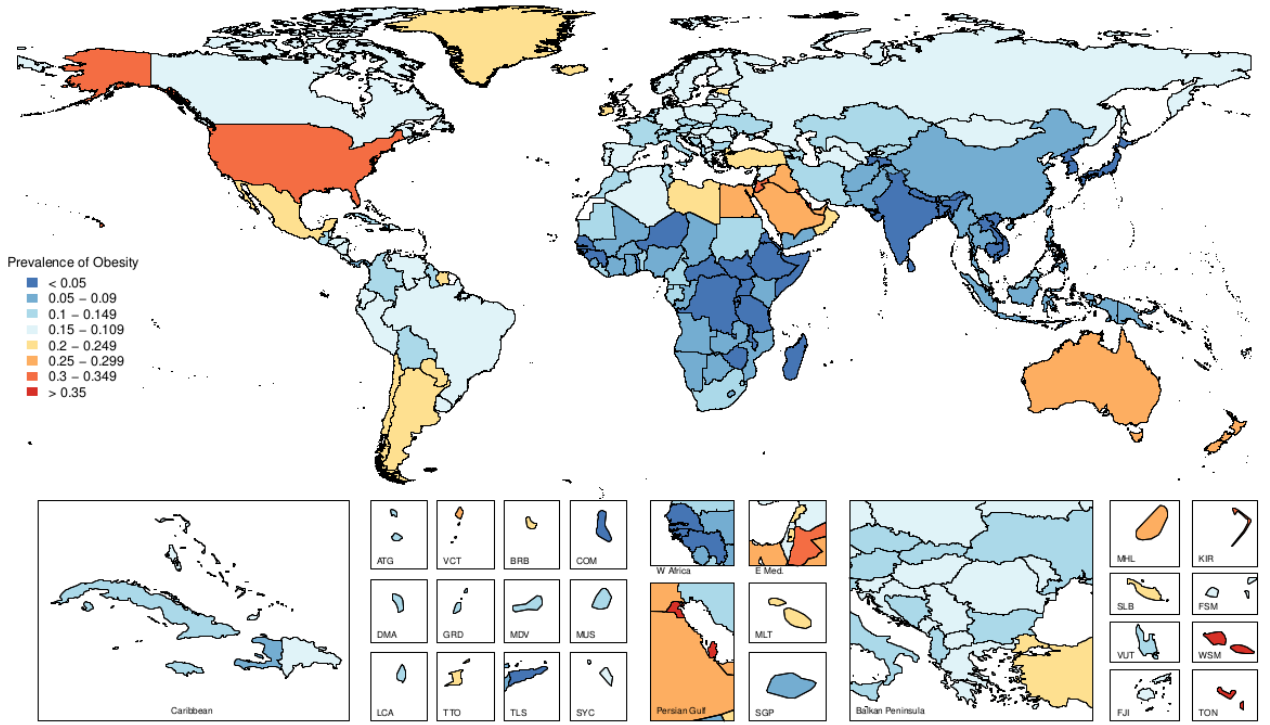 Prevalence of Obesity
< 0.05
0.05 − 0.09
0.1 − 0.149
0.15 − 0.109
0.2 − 0.249
0.25 − 0.299
0.3 − 0.349
> 0.35
Caribbean
ATG
VCT
BRB
COM
DMA
GRD
MDV
MUS
LCA
TTO
TLS
SYC
W Africa
E Med.
Persian Gulf
MLT
SGP
Balkan Peninsula
MHL
KIR
SLB
FSM
VUT
WSM
FJI
TON